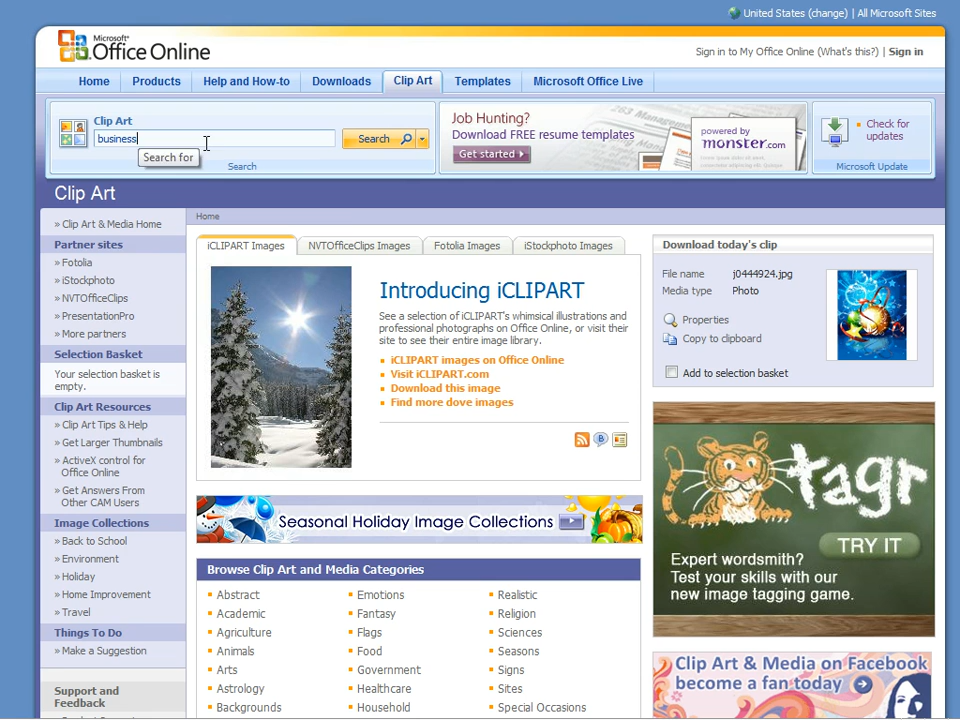 United States (change) | All Microsoft Sites
Microsoft®
Office Online
Sign in to My Office Online (What's this?) | Sign in
Home
Products
Help and How-to
Downloads
Clip Art
Templates
Microsoft Office Live
Clip Art
business
Search
Search for
Search
Job Hunting?
Download FREE resume templates
Get started
powered by
monster.com
Check for
updates
Microsoft Update
Clip Art
» Clip Art & Media Home
Partner sites
» Fotolia
» iStockphoto
» NVTOfficeClips
» PresentationPro
» More partners
Selection Basket
Your selection basket is
empty.
Clip Art Resources
» Clip Art Tips & Help
» Get Larger Thumbnails
» ActiveX control for
Office Online
» Get Answers From
Other CAM Users
Image Collections
» Back to School
» Environment
» Holiday
» Home Improvement
» Travel
Things To Do
» Make a Suggestion
Support and
Feedback
Home
iCLIPART Images
NVTOfficeClips Images
Fotolia Images
iStockphoto Images
Introducing iCLIPART
See a selection of iCLIPART's whimsical illustrations and
professional photographs on Office Online, or visit their
site to see their entire image library.
iCLIPART images on Office Online
Visit iCLIPART.com
Download this image
Find more dove images
Seasonal Holiday Image Collections
Browse Clip Art and Media Categories
Abstract
Academic
Agriculture
Animals
Arts
Astrology
Backgrounds
Emotions
Fantasy
Flags
Food
Government
Healthcare
Household
Realistic
Religion
Sciences
Seasons
Signs
Sites
Special Occasions
Download today's clip
File name j0444924.jpg
Media type Photo
Properties
Copy to clipboard
Add to selection basket
tagr
TRY IT
Expert wordsmith?
Test your skills with our
new image tagging game.
Clip Art & Media on Facebook
become a fan today